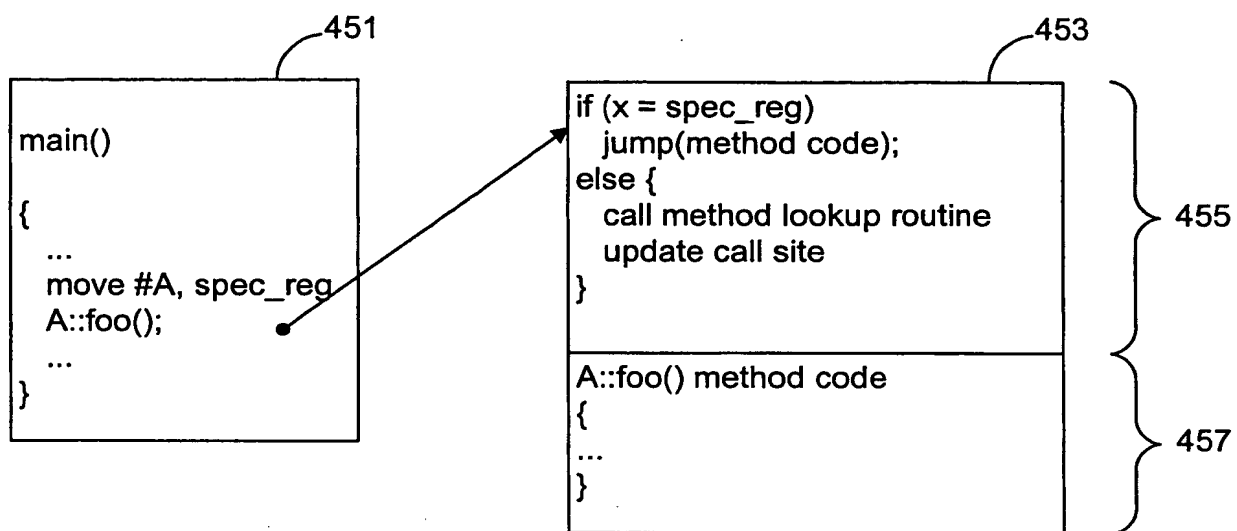 451
main()
{
...
move #A, spec_reg
A::foo();
...
}
453
if (x = spec_reg)
jump(method code);
else {
call method lookup routine
update call site
}
455
A::foo() method code
{
...
}
457